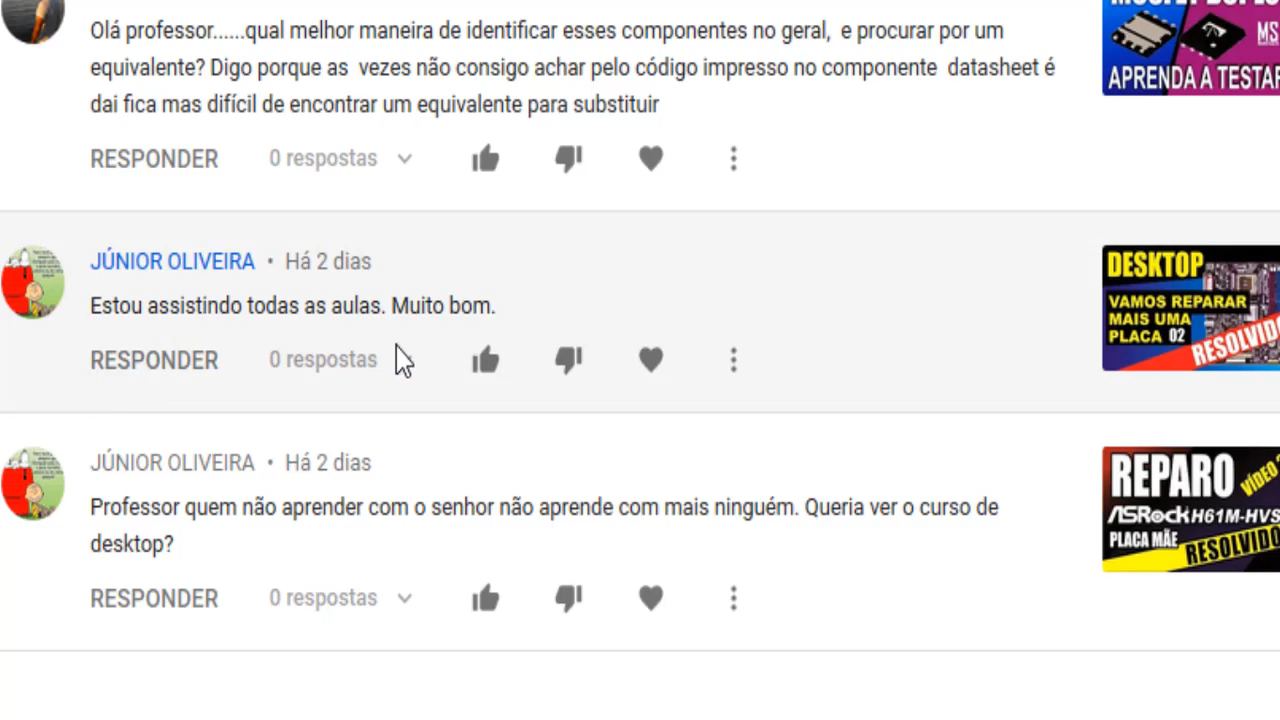 Olá professor......qual melhor maneira de identificar esses componentes no geral,  e procurar por um
equivalente? Digo porque as  vezes não consigo achar pelo código impresso no componente  datasheet é
dai fica mas difícil de encontrar um equivalente para substituir
RESPONDER 0 respostas
APRENDA A TESTAR
JÚNIOR OLIVEIRA • Há 2 dias
Estou assistindo todas as aulas. Muito bom.
RESPONDER 0 respostas
DESKTOP
VAMOS REPARAR
MAIS UMA
PLACA 02
RESOLVIDO
JÚNIOR OLIVEIRA • Há 2 dias
Professor quem não aprender com o senhor não aprende com mais ninguém. Queria ver o curso de
desktop?
RESPONDER 0 respostas
REPARO
VÍDEO
ASRock H61M-HVS
PLACA MÃE
RESOLVIDO